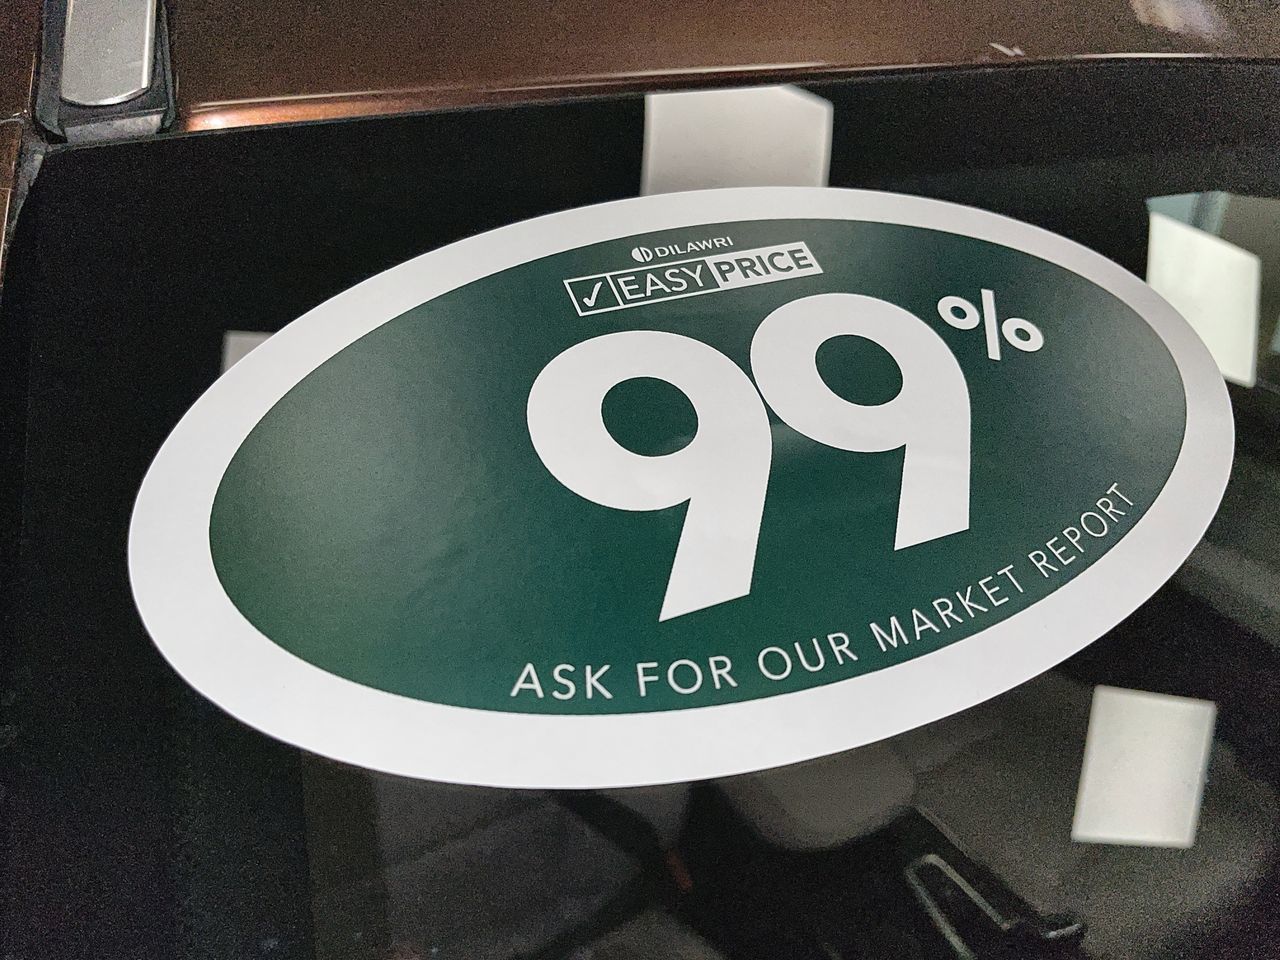 DILAWRI
✓ EASY PRICE
99%
ASK FOR OUR MARKET REPORT